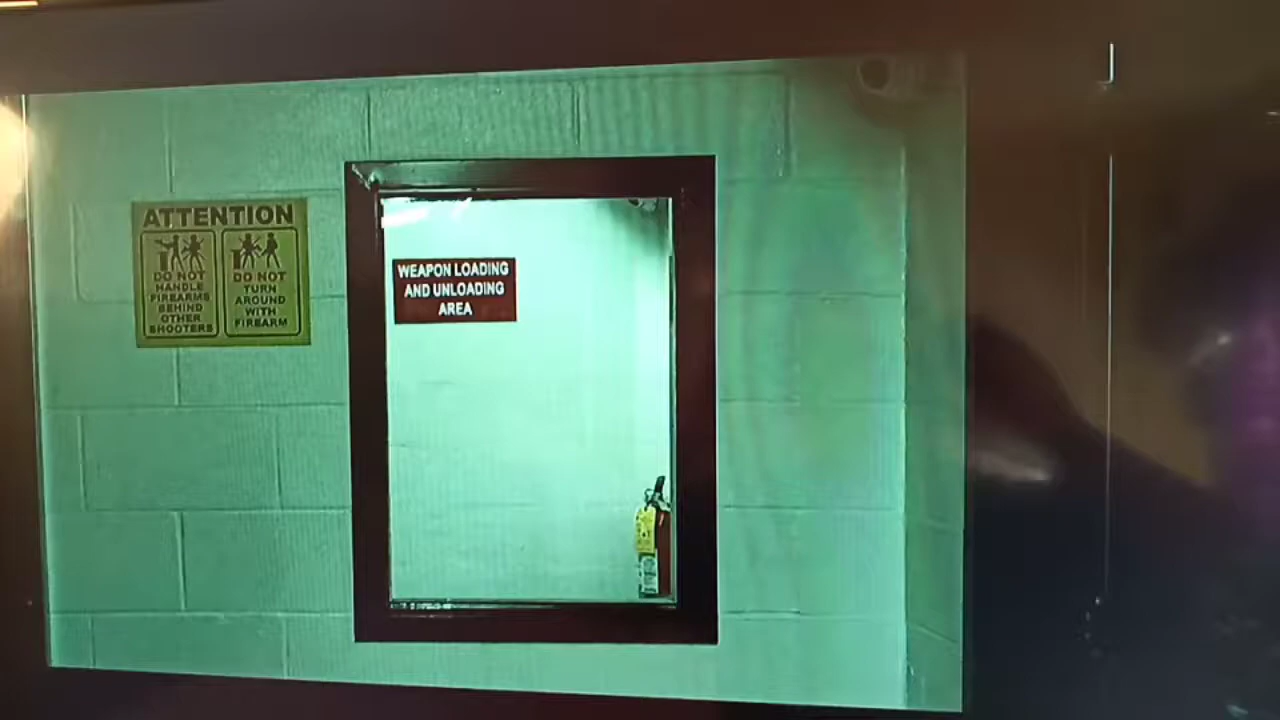 ATTENTION
DO NOT
HANDLE
FIREARMS
BEHIND
OTHER
SHOOTERS
DO NOT
TURN
AROUND
WITH
FIREARM
WEAPON LOADING
AND UNLOADING
AREA